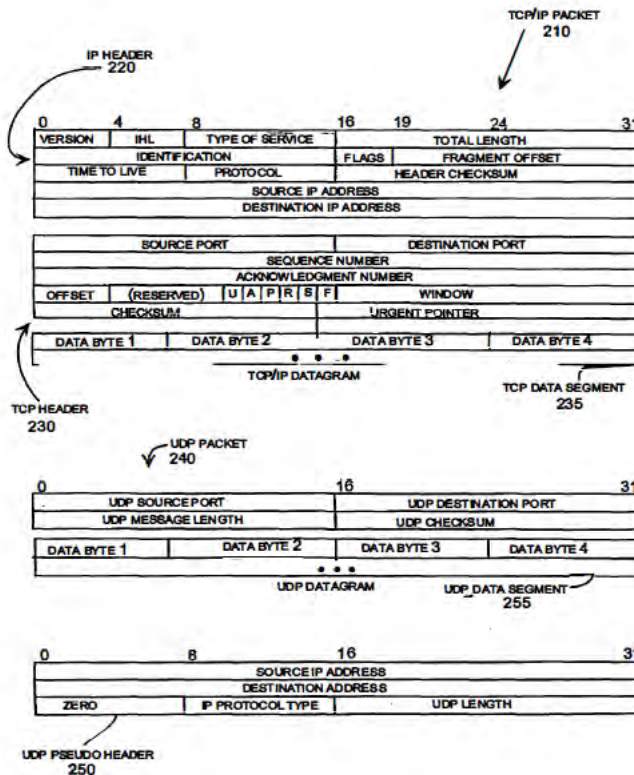 TCP/IP PACKET
210
IP HEADER
220
0 4 8 16 19 24 31
VERSION IHL TYPE OF SERVICE TOTAL LENGTH
IDENTIFICATION FLAGS FRAGMENT OFFSET
TIME TO LIVE PROTOCOL HEADER CHECKSUM
SOURCE IP ADDRESS
DESTINATION IP ADDRESS
SOURCE PORT DESTINATION PORT
SEQUENCE NUMBER
ACKNOWLEDGMENT NUMBER
OFFSET (RESERVED) U A P R S F WINDOW
CHECKSUM URGENT POINTER
DATA BYTE 1 DATA BYTE 2 DATA BYTE 3 DATA BYTE 4
TCP/IP DATAGRAM
TCP DATA SEGMENT
235
TCP HEADER
230
UDP PACKET
240
0 16 31
UDP SOURCE PORT UDP DESTINATION PORT
UDP MESSAGE LENGTH UDP CHECKSUM
DATA BYTE 1 DATA BYTE 2 DATA BYTE 3 DATA BYTE 4
UDP DATAGRAM
UDP DATA SEGMENT
255
0 8 16 31
SOURCE IP ADDRESS
DESTINATION ADDRESS
ZERO IP PROTOCOL TYPE UDP LENGTH
UDP PSEUDO HEADER
250